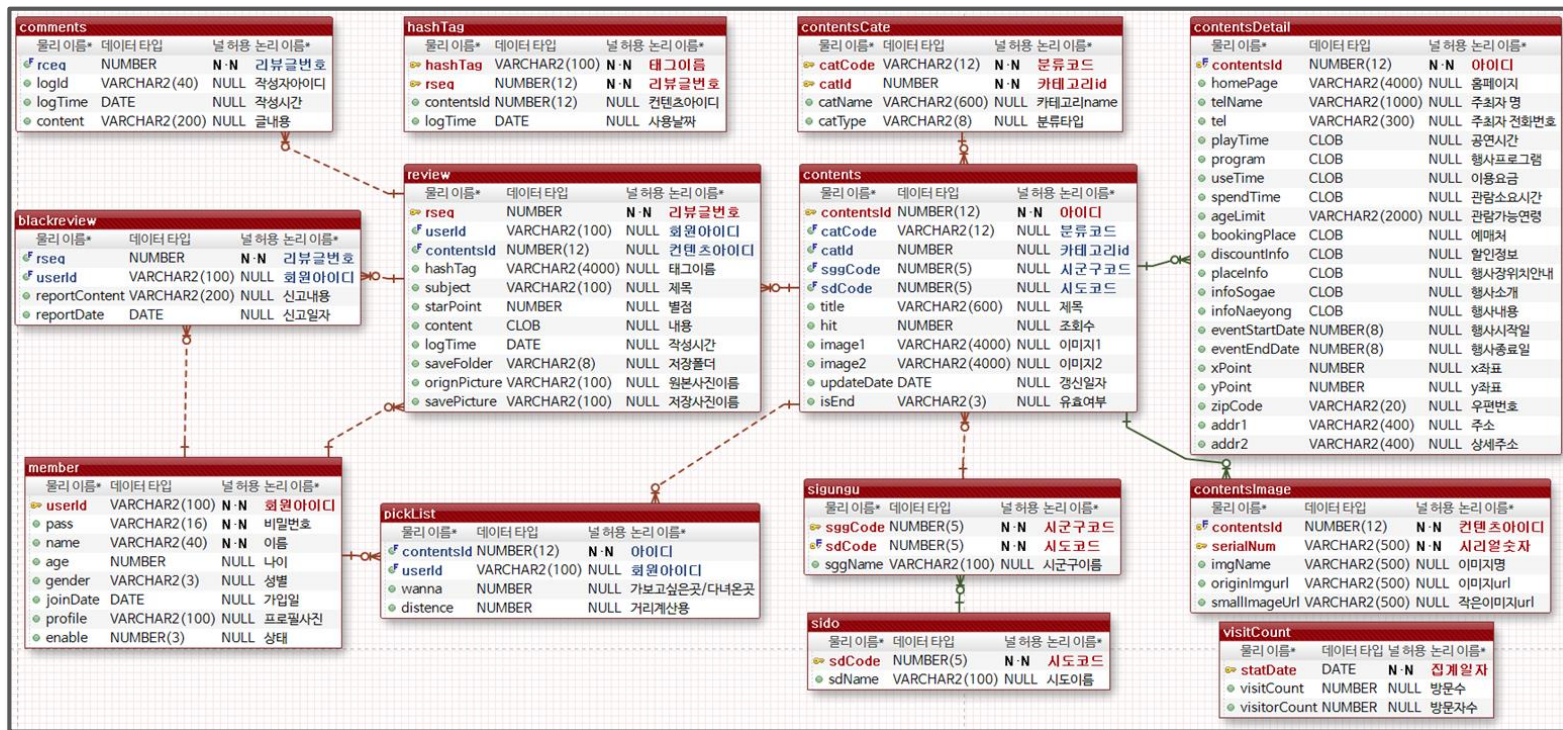 comments
물리 이름* 데이터 타입 널 허용 논리 이름*
rceq NUMBER N·N 리뷰글번호
logId VARCHAR2(40) NULL 작성자아이디
logTime DATE NULL 작성시간
content VARCHAR2(200) NULL 글내용
hashTag
물리 이름* 데이터 타입 널 허용 논리 이름*
hashTag VARCHAR2(100) N·N 태그이름
rseq NUMBER(12) N·N 리뷰글번호
contentsId NUMBER(12) NULL 컨텐츠아이디
logTime DATE NULL 사용날짜
contentsCate
물리 이름* 데이터 타입 널 허용 논리 이름*
catCode VARCHAR2(12) N·N 분류코드
catId NUMBER N·N 카테고리id
catName VARCHAR2(600) NULL 카테고리name
catType VARCHAR2(8) NULL 분류타입
contentsDetail
물리 이름* 데이터 타입 널 허용 논리 이름*
contentsId NUMBER(12) N·N 아이디
homePage VARCHAR2(4000) NULL 홈페이지
telName VARCHAR2(1000) NULL 주최자 명
tel VARCHAR2(300) NULL 주최자 전화번호
playTime CLOB NULL 공연시간
program CLOB NULL 행사프로그램
useTime CLOB NULL 이용요금
spendTime CLOB NULL 관람소요시간
ageLimit VARCHAR2(2000) NULL 관람가능연령
bookingPlace CLOB NULL 예매처
discountInfo CLOB NULL 할인정보
placeInfo CLOB NULL 행사장위치안내
infoSogae CLOB NULL 행사소개
infoNaeyong CLOB NULL 행사내용
eventStartDate NUMBER(8) NULL 행사시작일
eventEndDate NUMBER(8) NULL 행사종료일
xPoint NUMBER NULL x좌표
yPoint NUMBER NULL y좌표
zipCode VARCHAR2(20) NULL 우편번호
addr1 VARCHAR2(400) NULL 주소
addr2 VARCHAR2(400) NULL 상세주소
review
물리 이름* 데이터 타입 널 허용 논리 이름*
rseq NUMBER N·N 리뷰글번호
userId VARCHAR2(100) NULL 회원아이디
contentsId NUMBER(12) NULL 컨텐츠아이디
hashTag VARCHAR2(4000) NULL 태그이름
subject VARCHAR2(100) NULL 제목
starPoint NUMBER NULL 별점
content CLOB NULL 내용
logTime DATE NULL 작성시간
saveFolder VARCHAR2(8) NULL 저장폴더
orignPicture VARCHAR2(100) NULL 원본사진이름
savePicture VARCHAR2(100) NULL 저장사진이름
contents
물리 이름* 데이터 타입 널 허용 논리 이름*
contentsId NUMBER(12) N·N 아이디
catCode VARCHAR2(12) NULL 분류코드
catId NUMBER NULL 카테고리id
sggCode NUMBER(5) NULL 시군구코드
sdCode NUMBER(5) NULL 시도코드
title VARCHAR2(600) NULL 제목
hit NUMBER NULL 조회수
image1 VARCHAR2(4000) NULL 이미지1
image2 VARCHAR2(4000) NULL 이미지2
updateDate DATE NULL 갱신일자
isEnd VARCHAR2(3) NULL 유효여부
blackreview
물리 이름* 데이터 타입 널 허용 논리 이름*
rseq NUMBER N·N 리뷰글번호
userId VARCHAR2(100) NULL 회원아이디
reportContent VARCHAR2(200) NULL 신고내용
reportDate DATE NULL 신고일자
member
물리 이름* 데이터 타입 널 허용 논리 이름*
userId VARCHAR2(100) N·N 회원아이디
pass VARCHAR2(16) N·N 비밀번호
name VARCHAR2(40) N·N 이름
age NUMBER NULL 나이
gender VARCHAR2(3) NULL 성별
joinDate DATE NULL 가입일
profile VARCHAR2(100) NULL 프로필사진
enable NUMBER(3) NULL 상태
pickList
물리 이름* 데이터 타입 널 허용 논리 이름*
contentsId NUMBER(12) N·N 아이디
userId VARCHAR2(100) NULL 회원아이디
wanna NUMBER NULL 가보고싶은곳/다녀온곳
distence NUMBER NULL 거리계산용
sigungu
물리 이름* 데이터 타입 널 허용 논리 이름*
sggCode NUMBER(5) N·N 시군구코드
sdCode NUMBER(5) N·N 시도코드
sggName VARCHAR2(100) NULL 시군구이름
contentsImage
물리 이름* 데이터 타입 널 허용 논리 이름*
contentsId NUMBER(12) N·N 컨텐츠아이디
serialNum VARCHAR2(500) N·N 시리얼숫자
imgName VARCHAR2(500) NULL 이미지명
originImgurl VARCHAR2(500) NULL 이미지url
smallImageUrl VARCHAR2(500) NULL 작은이미지url
sido
물리 이름* 데이터 타입 널 허용 논리 이름*
sdCode NUMBER(5) N·N 시도코드
sdName VARCHAR2(100) NULL 시도이름
visitCount
물리 이름* 데이터 타입 널 허용 논리 이름*
statDate DATE N·N 집계일자
visitCount NUMBER NULL 방문수
visitorCount NUMBER NULL 방문자수